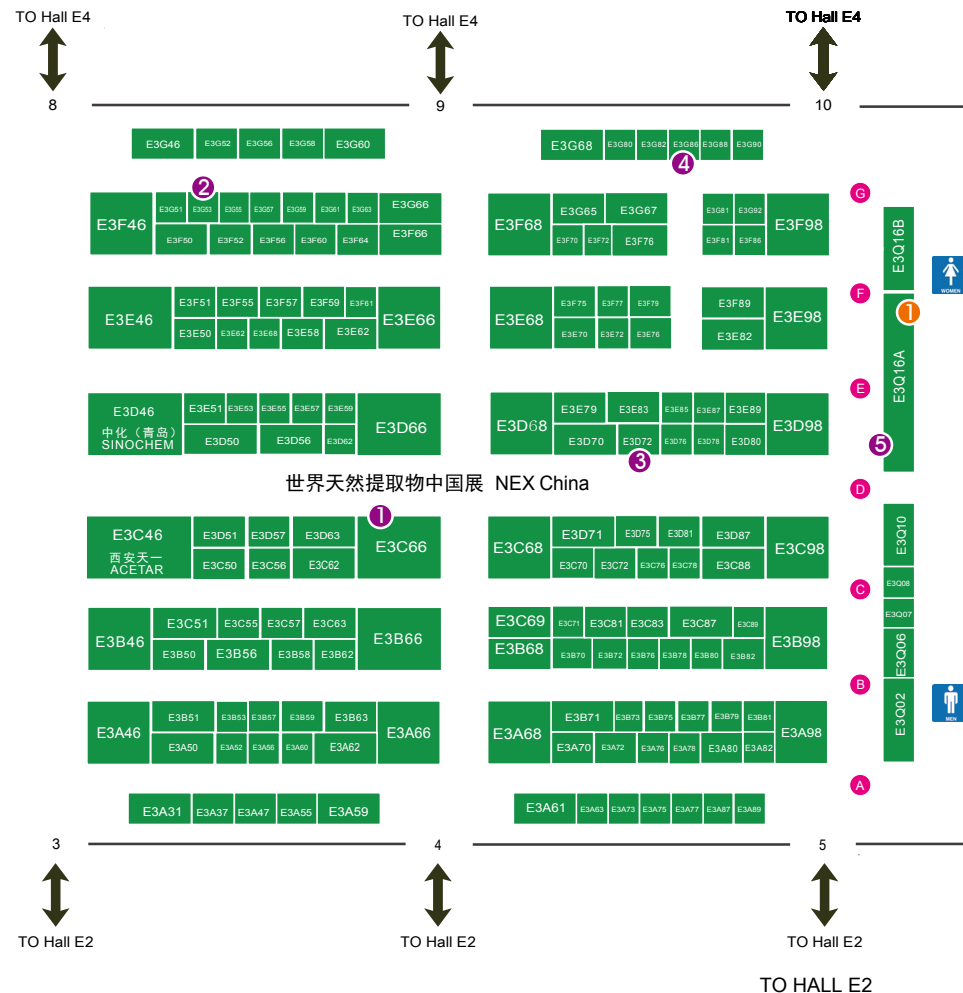 TO Hall E4
TO Hall E4
TO Hall E4
8
9
10
E3G46 E3G52 E3G56 E3G58 E3G60
E3G68 E3G80 E3G82 E3G86 E3G88 E3G90
2
4
E3F46 E3G51 E3G53 E3G55 E3G57 E3G59 E3G61 E3G63 E3G66
E3F50 E3F52 E3F56 E3F60 E3F64 E3F66
E3F68 E3G65 E3G67 E3G81 E3G92 E3F98
E3F70 E3F72 E3F76 E3F81 E3F86
G
E3Q16B
WOMEN
F
1
E3E46 E3F51 E3F55 E3F57 E3F59 E3F61 E3E66
E3E50 E3E62 E3E68 E3E58 E3E62
E3E68 E3F75 E3F77 E3F79 E3F89 E3E98
E3E70 E3E72 E3E76 E3E82
E3Q16A
E
E3D46
中化（青岛）
SINOCHEM
E3E51 E3E53 E3E55 E3E57 E3E59 E3D66
E3D50 E3D56 E3D62
E3D68 E3E79 E3E83 E3E85 E3E87 E3E89 E3D98
E3D70 E3D72 E3D76 E3D78 E3D80
3
5
世界天然提取物中国展 NEX China
D
1
E3C46
西安天一
ACETAR
E3D51 E3D57 E3D63 E3C66
E3C50 E3C56 E3C62
E3C68 E3D71 E3D75 E3D81 E3D87 E3C98
E3C70 E3C72 E3C76 E3C78 E3C88
E3Q10
C
E3Q08
E3Q07
E3B46 E3C51 E3C55 E3C57 E3C63 E3B66
E3B50 E3B56 E3B58 E3B62
E3C69 E3C71 E3C81 E3C83 E3C87 E3C89 E3B98
E3B68 E3B70 E3B72 E3B76 E3B78 E3B80 E3B82
E3Q06
B
E3Q02
MEN
E3A46 E3B51 E3B53 E3B57 E3B59 E3B63 E3A66
E3A50 E3A52 E3A56 E3A60 E3A62
E3A68 E3B71 E3B73 E3B75 E3B77 E3B79 E3B81 E3A98
E3A70 E3A72 E3A76 E3A78 E3A80 E3A82
A
E3A31 E3A37 E3A47 E3A55 E3A59
E3A61 E3A63 E3A73 E3A75 E3A77 E3A87 E3A89
3
4
5
TO Hall E2
TO Hall E2
TO Hall E2
TO HALL E2